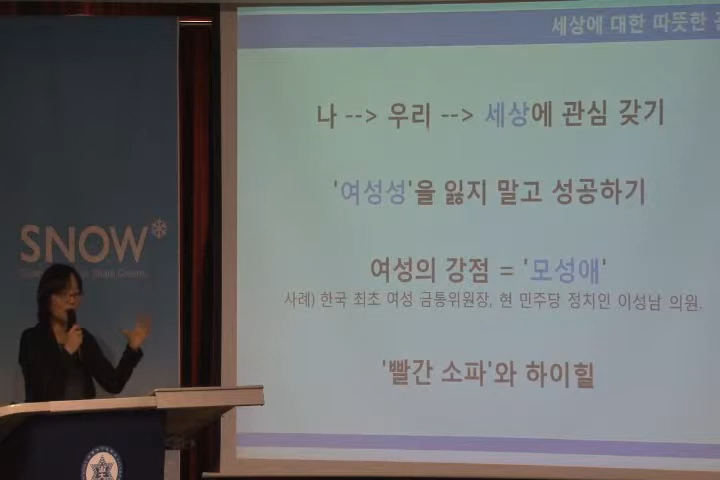 세상에 대한 따뜻한
나 --> 우리 --> 세상에 관심 갖기
'여성성'을 잃지 말고 성공하기
여성의 강점 = '모성애'
사례) 한국 최초 여성 금통위원장, 현 민주당 정치인 이성남 의원.
'빨간 소파'와 하이힐
SNOW